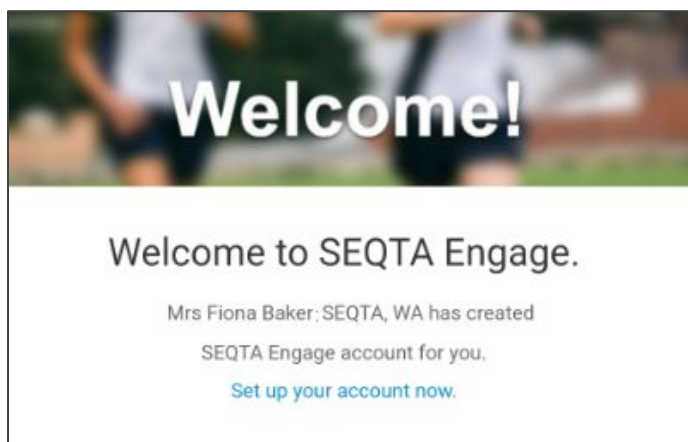 Welcome!
Welcome to SEQTA Engage.
Mrs Fiona Baker; SEQTA, WA has created
SEQTA Engage account for you.
Set up your account now.